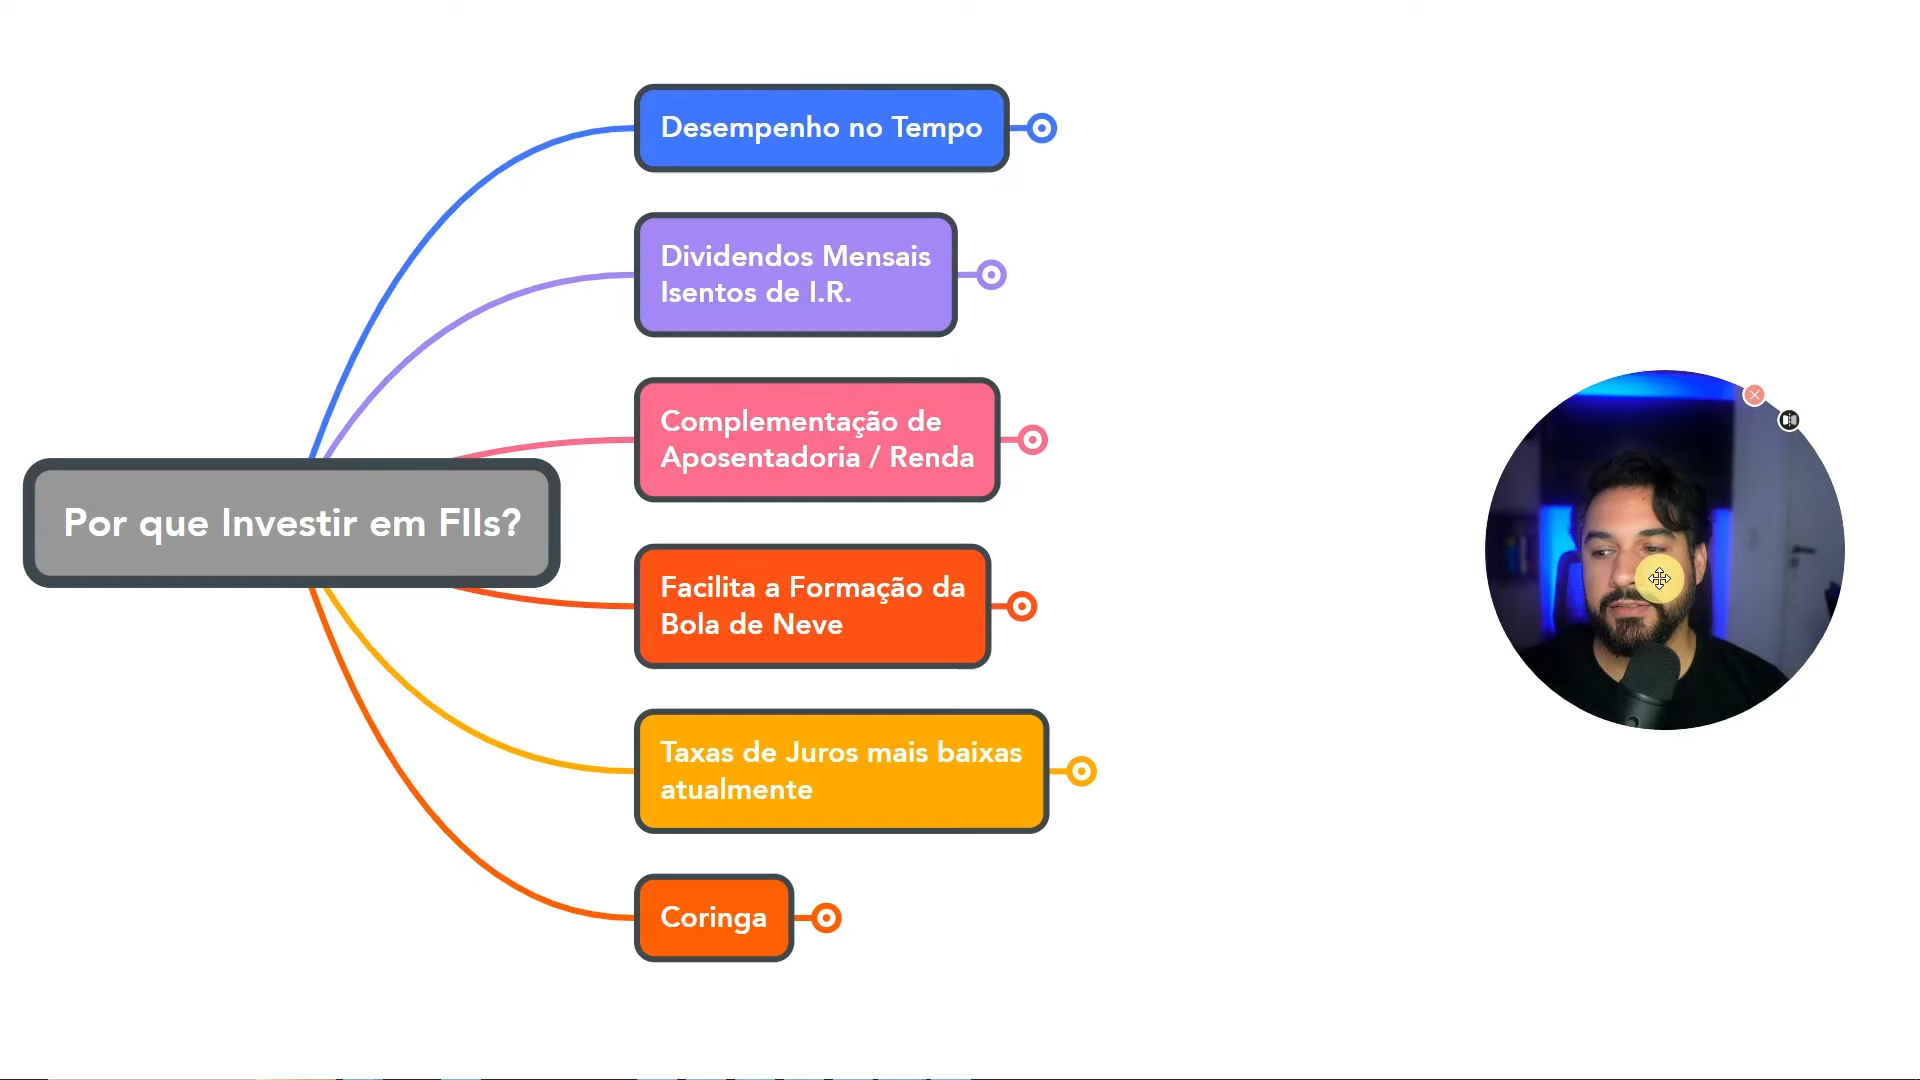 Desempenho no Tempo
Dividendos Mensais
Isentos de I.R.
Complementação de
Aposentadoria / Renda
Por que Investir em FIIs?
Facilita a Formação da
Bola de Neve
Taxas de Juros mais baixas
atualmente
Coringa